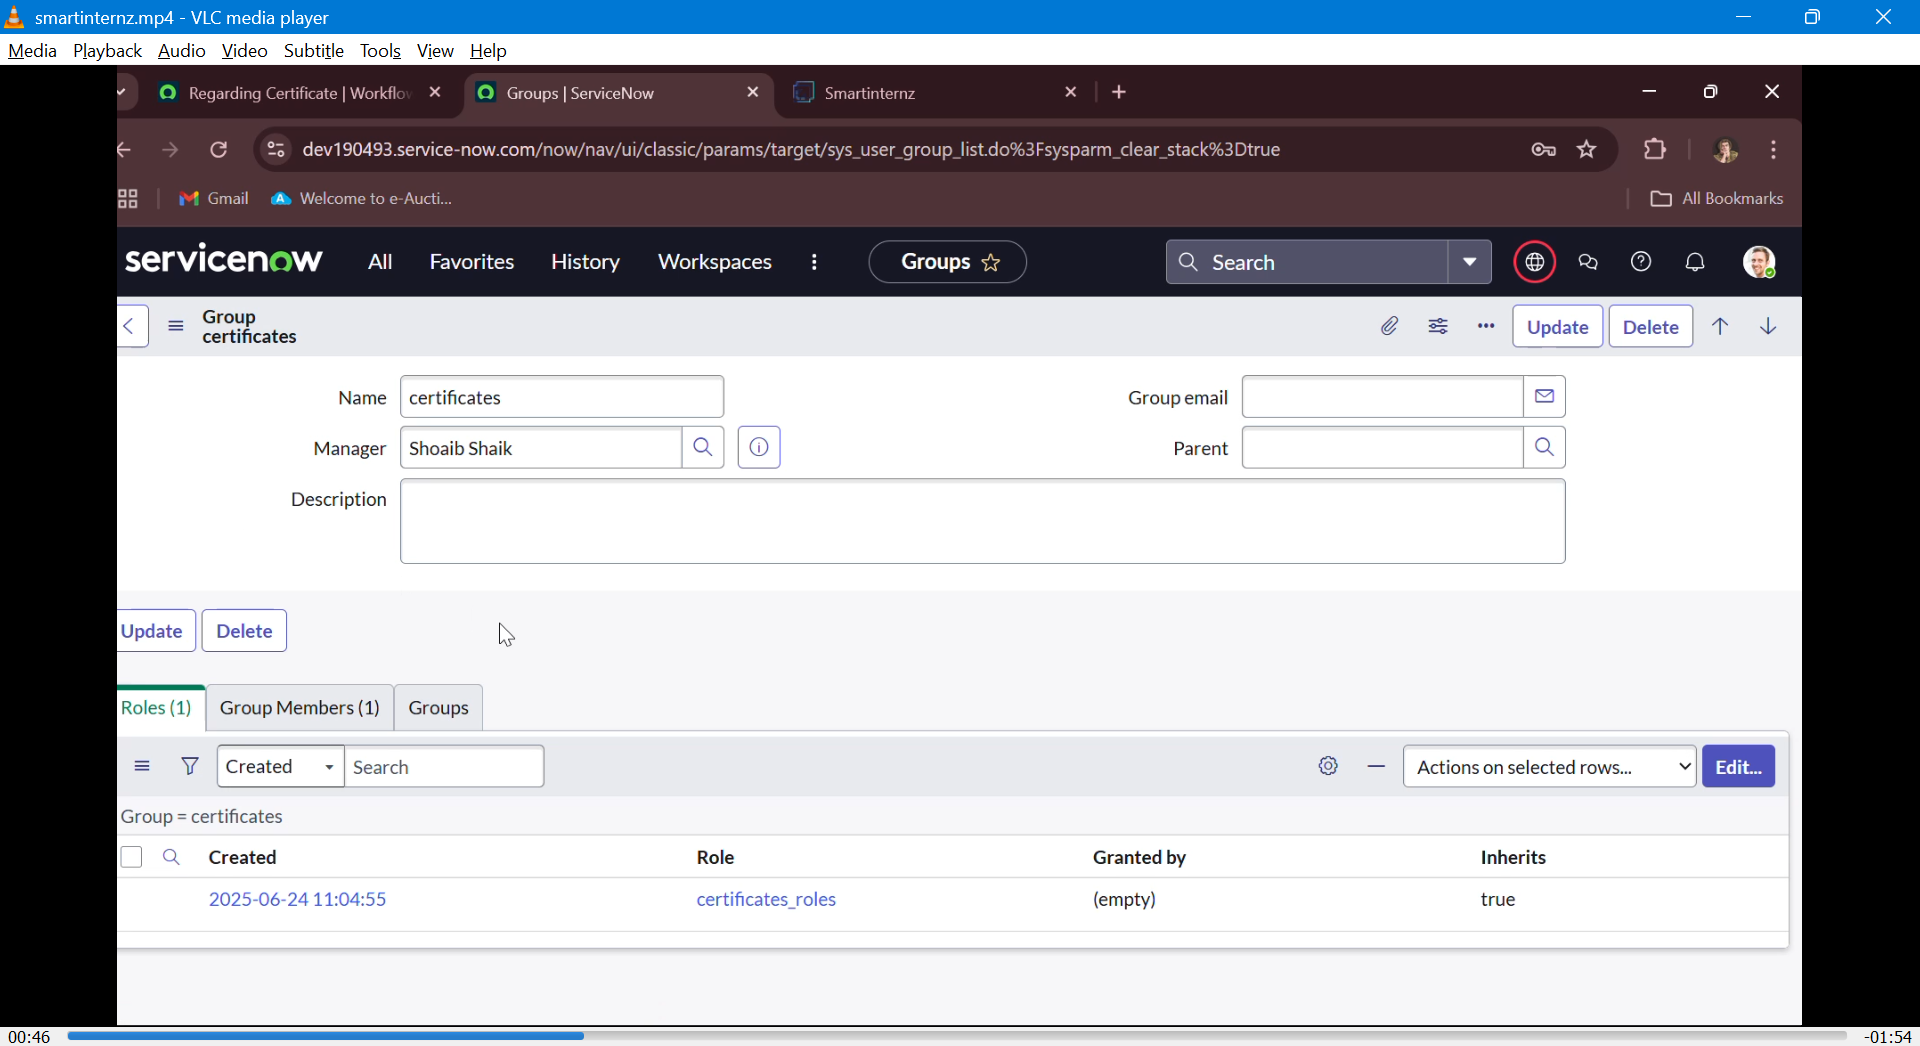 smartinternz.mp4 - VLC media player
Media Playback Audio Video Subtitle Tools View Help
Regarding Certificate | Workflo
Groups | ServiceNow
Smartinternz
dev190493.service-now.com/now/nav/ui/classic/params/target/sys_user_group_list.do%3Fsysparm_clear_stack%3Dtrue
Gmail
Welcome to e-Aucti...
All Bookmarks
servicenow
All
Favorites
History
Workspaces
Groups
Search
Group
certificates
Update
Delete
Name
certificates
Group email
Manager
Shoaib Shaik
Parent
Description
Update
Delete
Roles (1)
Group Members (1)
Groups
Created
Search
Actions on selected rows...
Edit...
Group = certificates
Created
Role
Granted by
Inherits
2025-06-24 11:04:55
certificates_roles
(empty)
true
00:46
-01:54